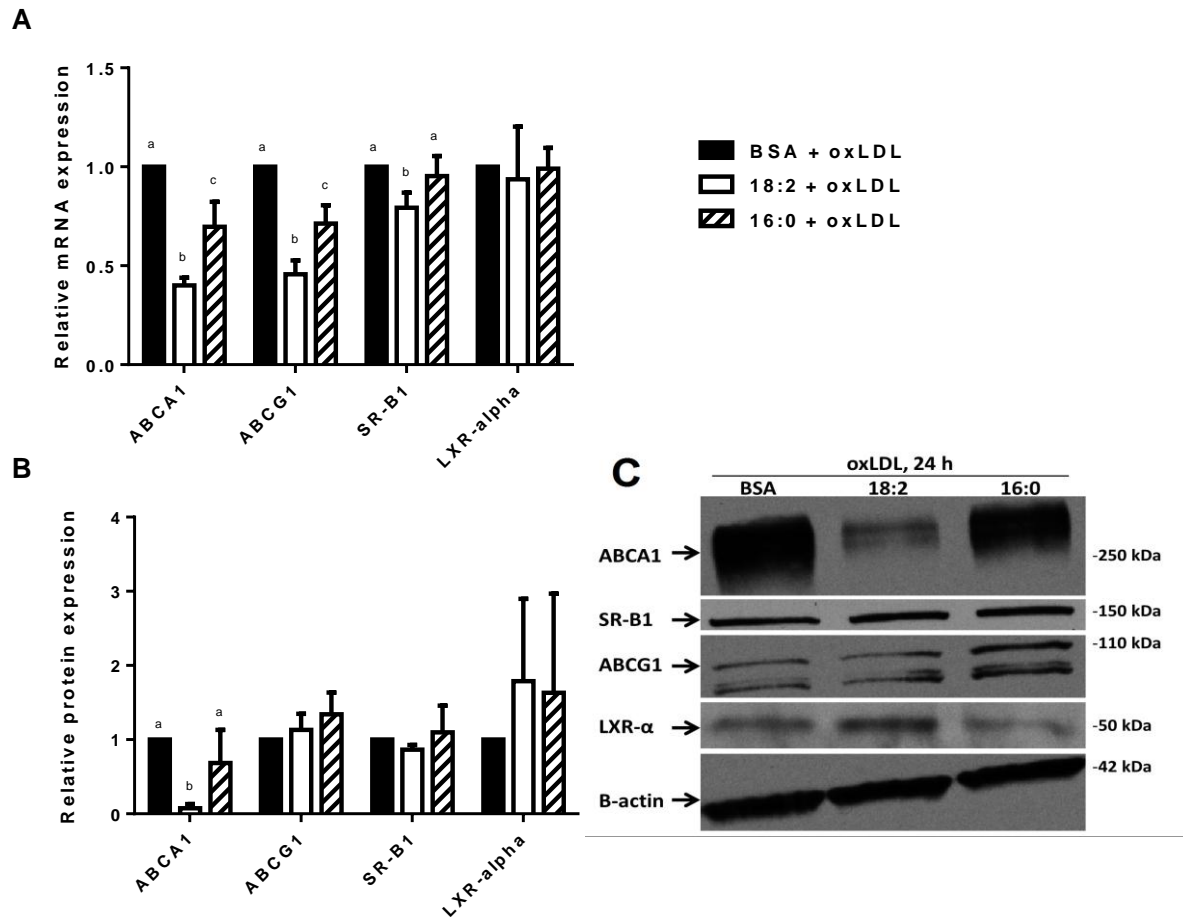 A
Relative mRNA expression
1.5
1.0
0.5
0.0
a
b
c
a
b
c
a
b
a
ABCA1
ABCG1
SR-B1
LXR-alpha
BSA + oxLDL
18:2 + oxLDL
16:0 + oxLDL
B
Relative protein expression
4
3
2
1
0
a
b
a
ABCA1
ABCG1
SR-B1
LXR-alpha
C
oxLDL, 24 h
BSA 18:2 16:0
ABCA1
-250 kDa
SR-B1
-150 kDa
ABCG1
-110 kDa
LXR-α
-50 kDa
B-actin
-42 kDa